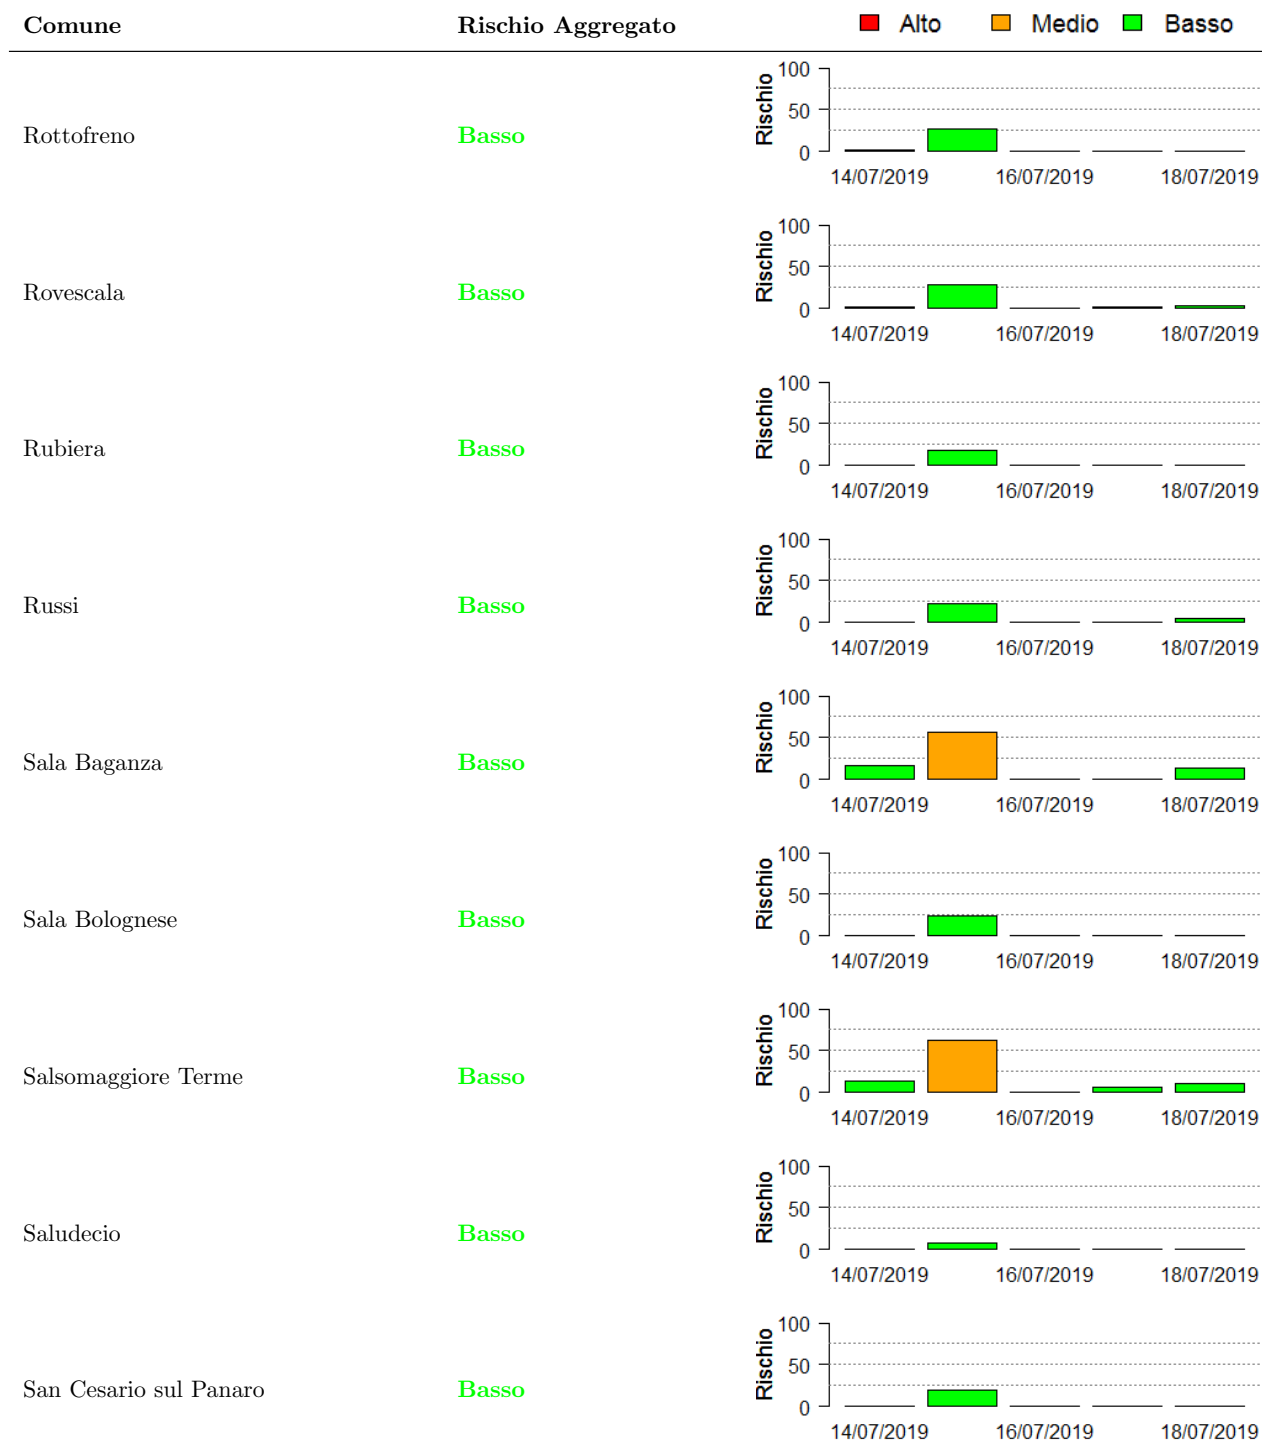 Comune Rischio Aggregato Alto Medio Basso
Rottofreno Basso Rischio 100 50 0
14/07/2019 16/07/2019 18/07/2019
Rovescala Basso Rischio 100 50 0
14/07/2019 16/07/2019 18/07/2019
Rubiera Basso Rischio 100 50 0
14/07/2019 16/07/2019 18/07/2019
Russi Basso Rischio 100 50 0
14/07/2019 16/07/2019 18/07/2019
Sala Baganza Basso Rischio 100 50 0
14/07/2019 16/07/2019 18/07/2019
Sala Bolognese Basso Rischio 100 50 0
14/07/2019 16/07/2019 18/07/2019
Salsomaggiore Terme Basso Rischio 100 50 0
14/07/2019 16/07/2019 18/07/2019
Saludecio Basso Rischio 100 50 0
14/07/2019 16/07/2019 18/07/2019
San Cesario sul Panaro Basso Rischio 100 50 0
14/07/2019 16/07/2019 18/07/2019